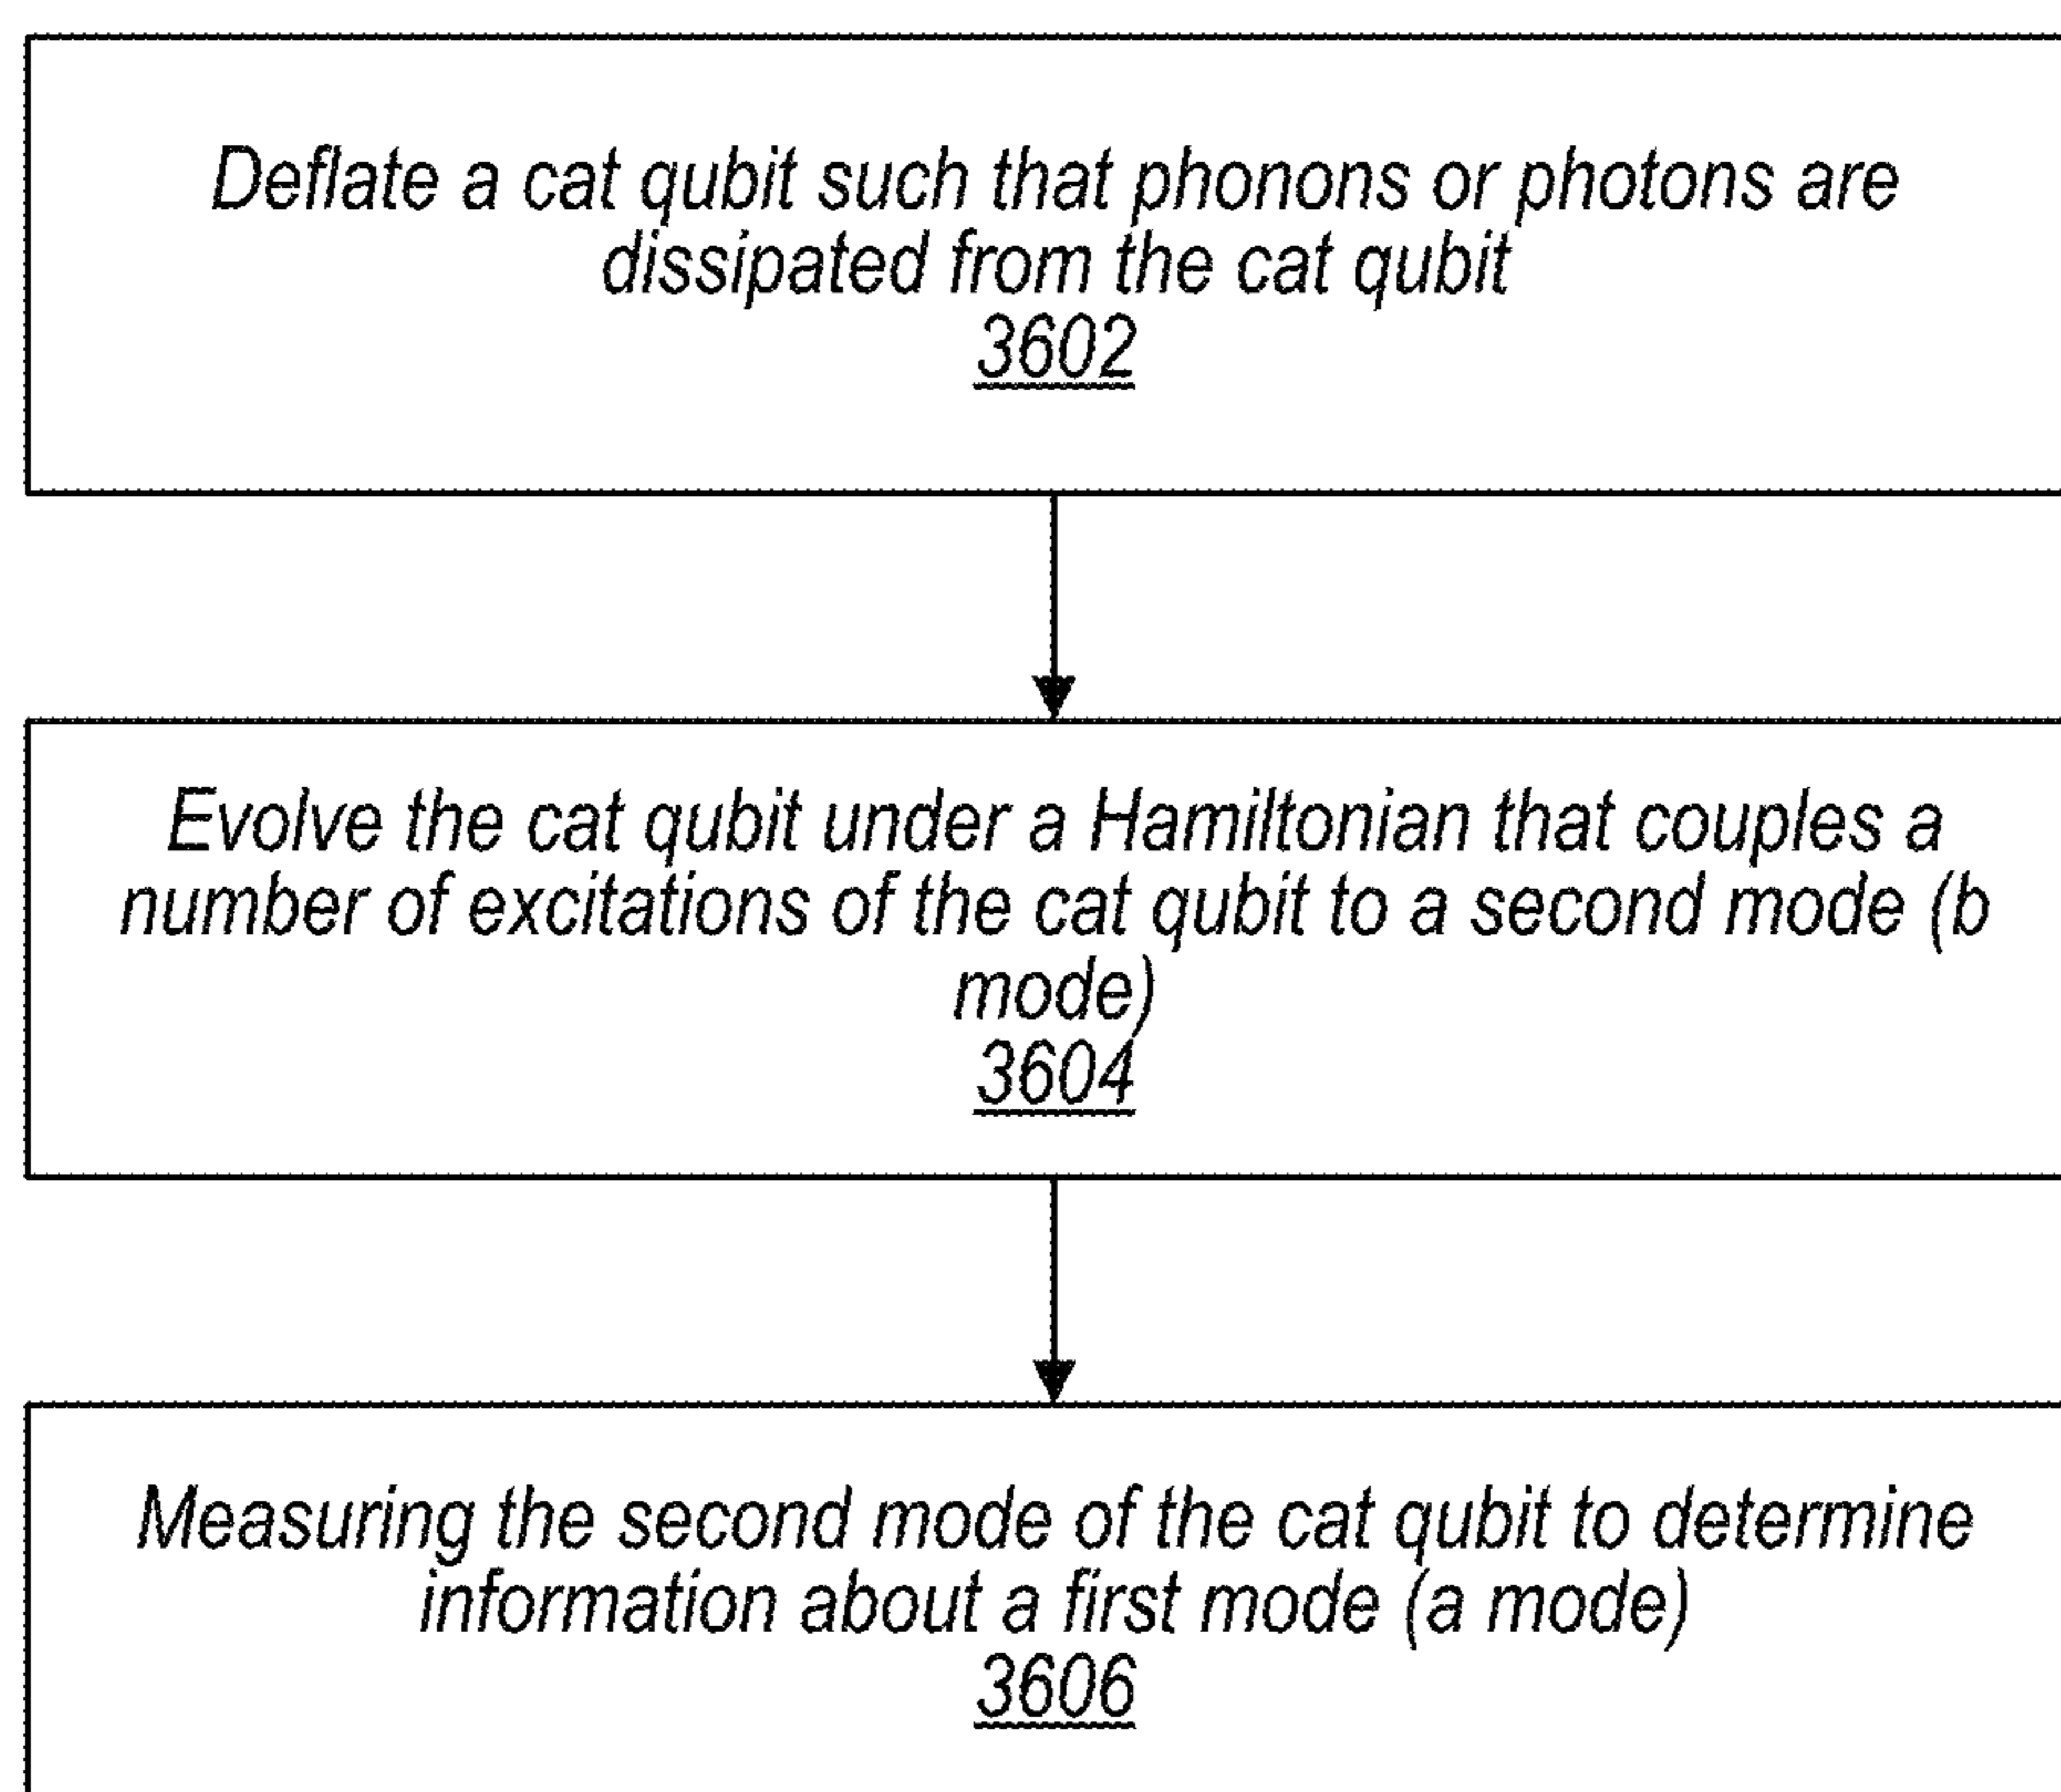 Deflate a cat qubit such that phonons or photons are
dissipated from the cat qubit
3602
Evolve the cat qubit under a Hamiltonian that couples a
number of excitations of the cat qubit to a second mode (b
mode)
3604
Measuring the second mode of the cat qubit to determine
information about a first mode (a mode)
3606